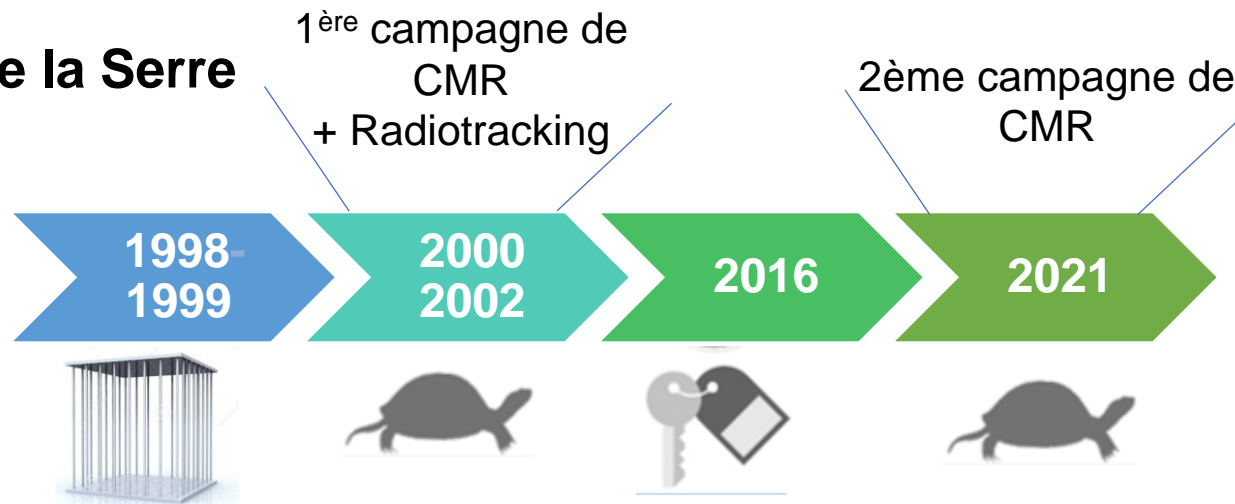 e la Serre
1ère campagne de
CMR
+ Radiotracking
2ème campagne de
CMR
1998-
1999
2000
2002
2016
2021